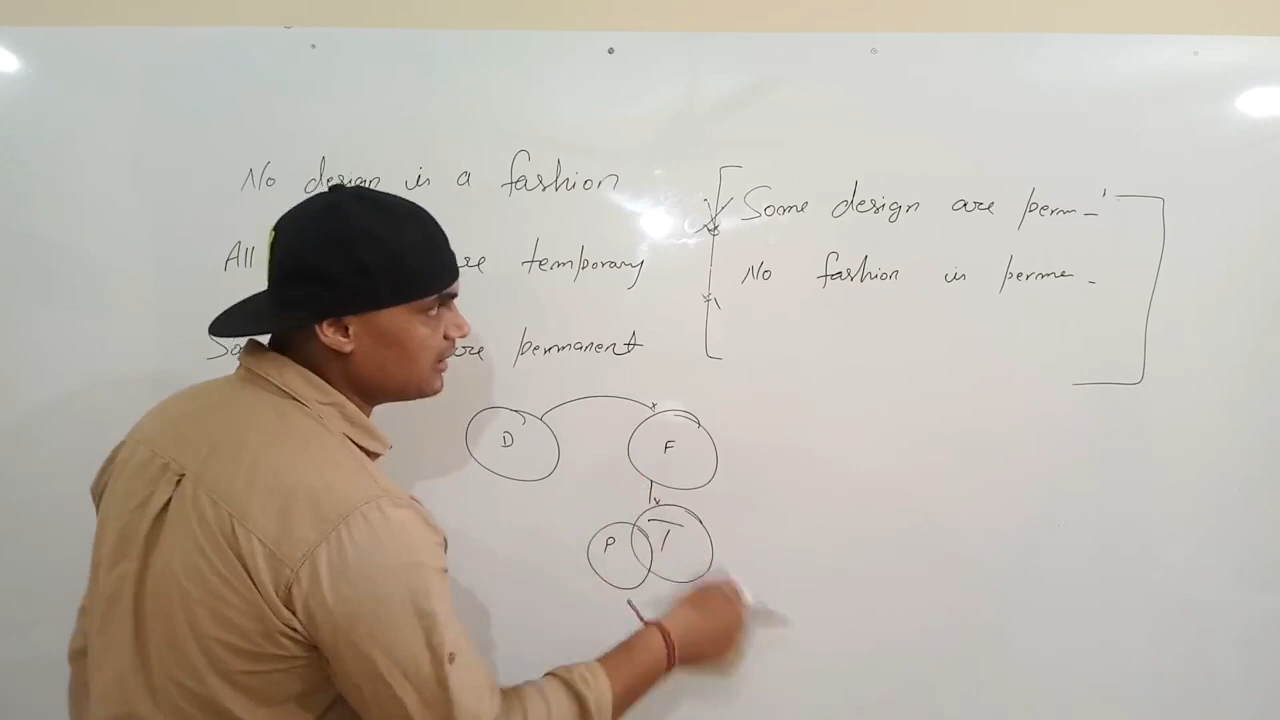 No design is a fashion
All are temporary
So are permanent
Some design are perm-
No fashion is perme-
D
F
P
T